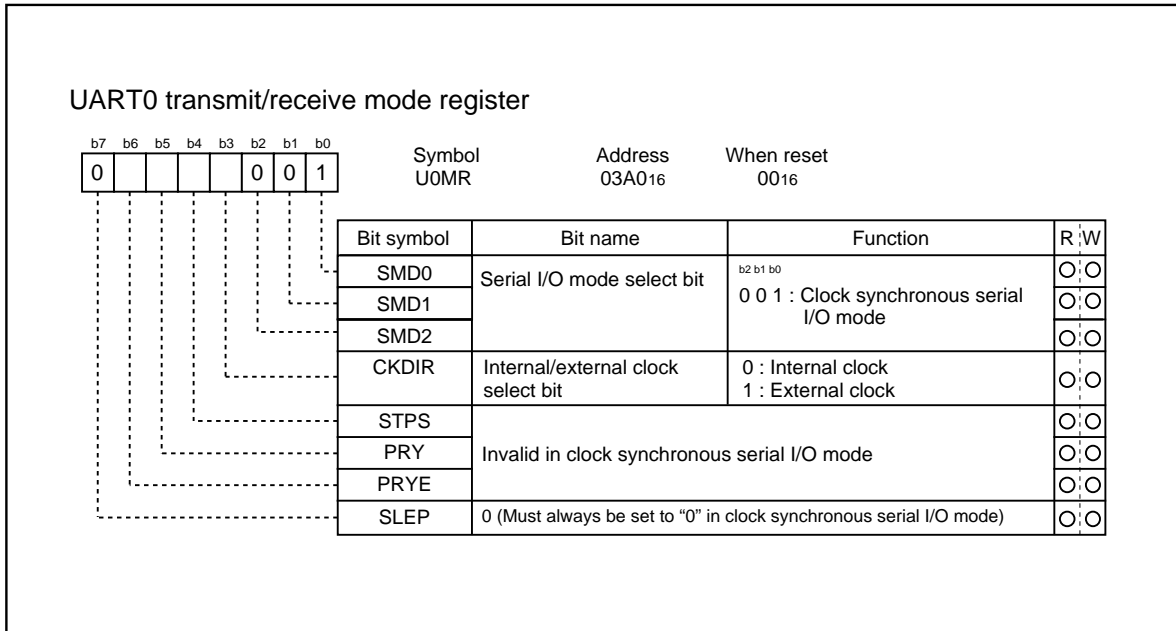 UART0 transmit/receive mode register
b7 b6 b5 b4 b3 b2 b1 b0
0 0 0 1
Symbol Address When reset
U0MR 03A016 0016
Bit symbol Bit name Function R W
SMD0 Serial I/O mode select bit b2 b1 b0
0 0 1 : Clock synchronous serial
I/O mode
SMD1
SMD2
CKDIR Internal/external clock
select bit
0 : Internal clock
1 : External clock
STPS
PRY Invalid in clock synchronous serial I/O mode
PRYE
SLEP 0 (Must always be set to “0” in clock synchronous serial I/O mode)